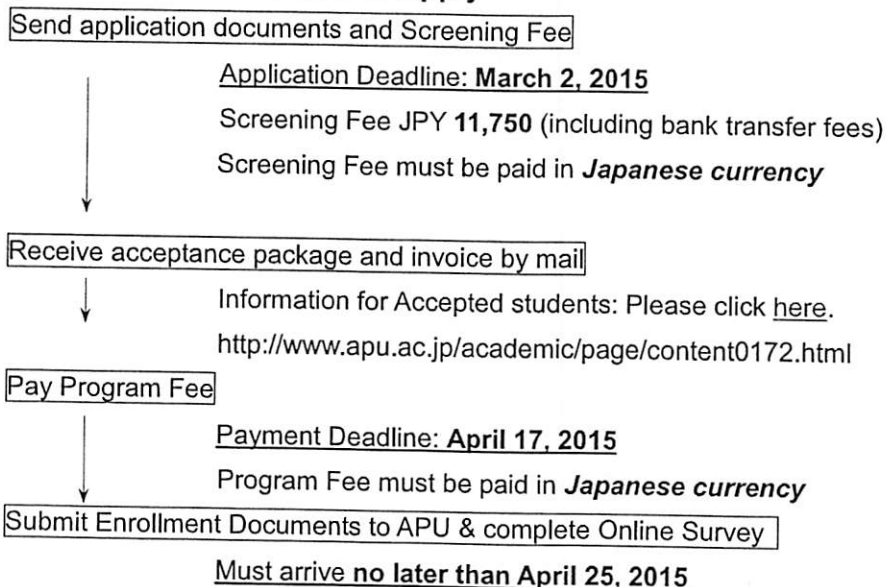 Send application documents and Screening Fee
Application Deadline: March 2, 2015
Screening Fee JPY 11,750 (including bank transfer fees)
Screening Fee must be paid in Japanese currency
Receive acceptance package and invoice by mail
Information for Accepted students: Please click here.
http://www.apu.ac.jp/academic/page/content0172.html
Pay Program Fee
Payment Deadline: April 17, 2015
Program Fee must be paid in Japanese currency
Submit Enrollment Documents to APU & complete Online Survey
Must arrive no later than April 25, 2015